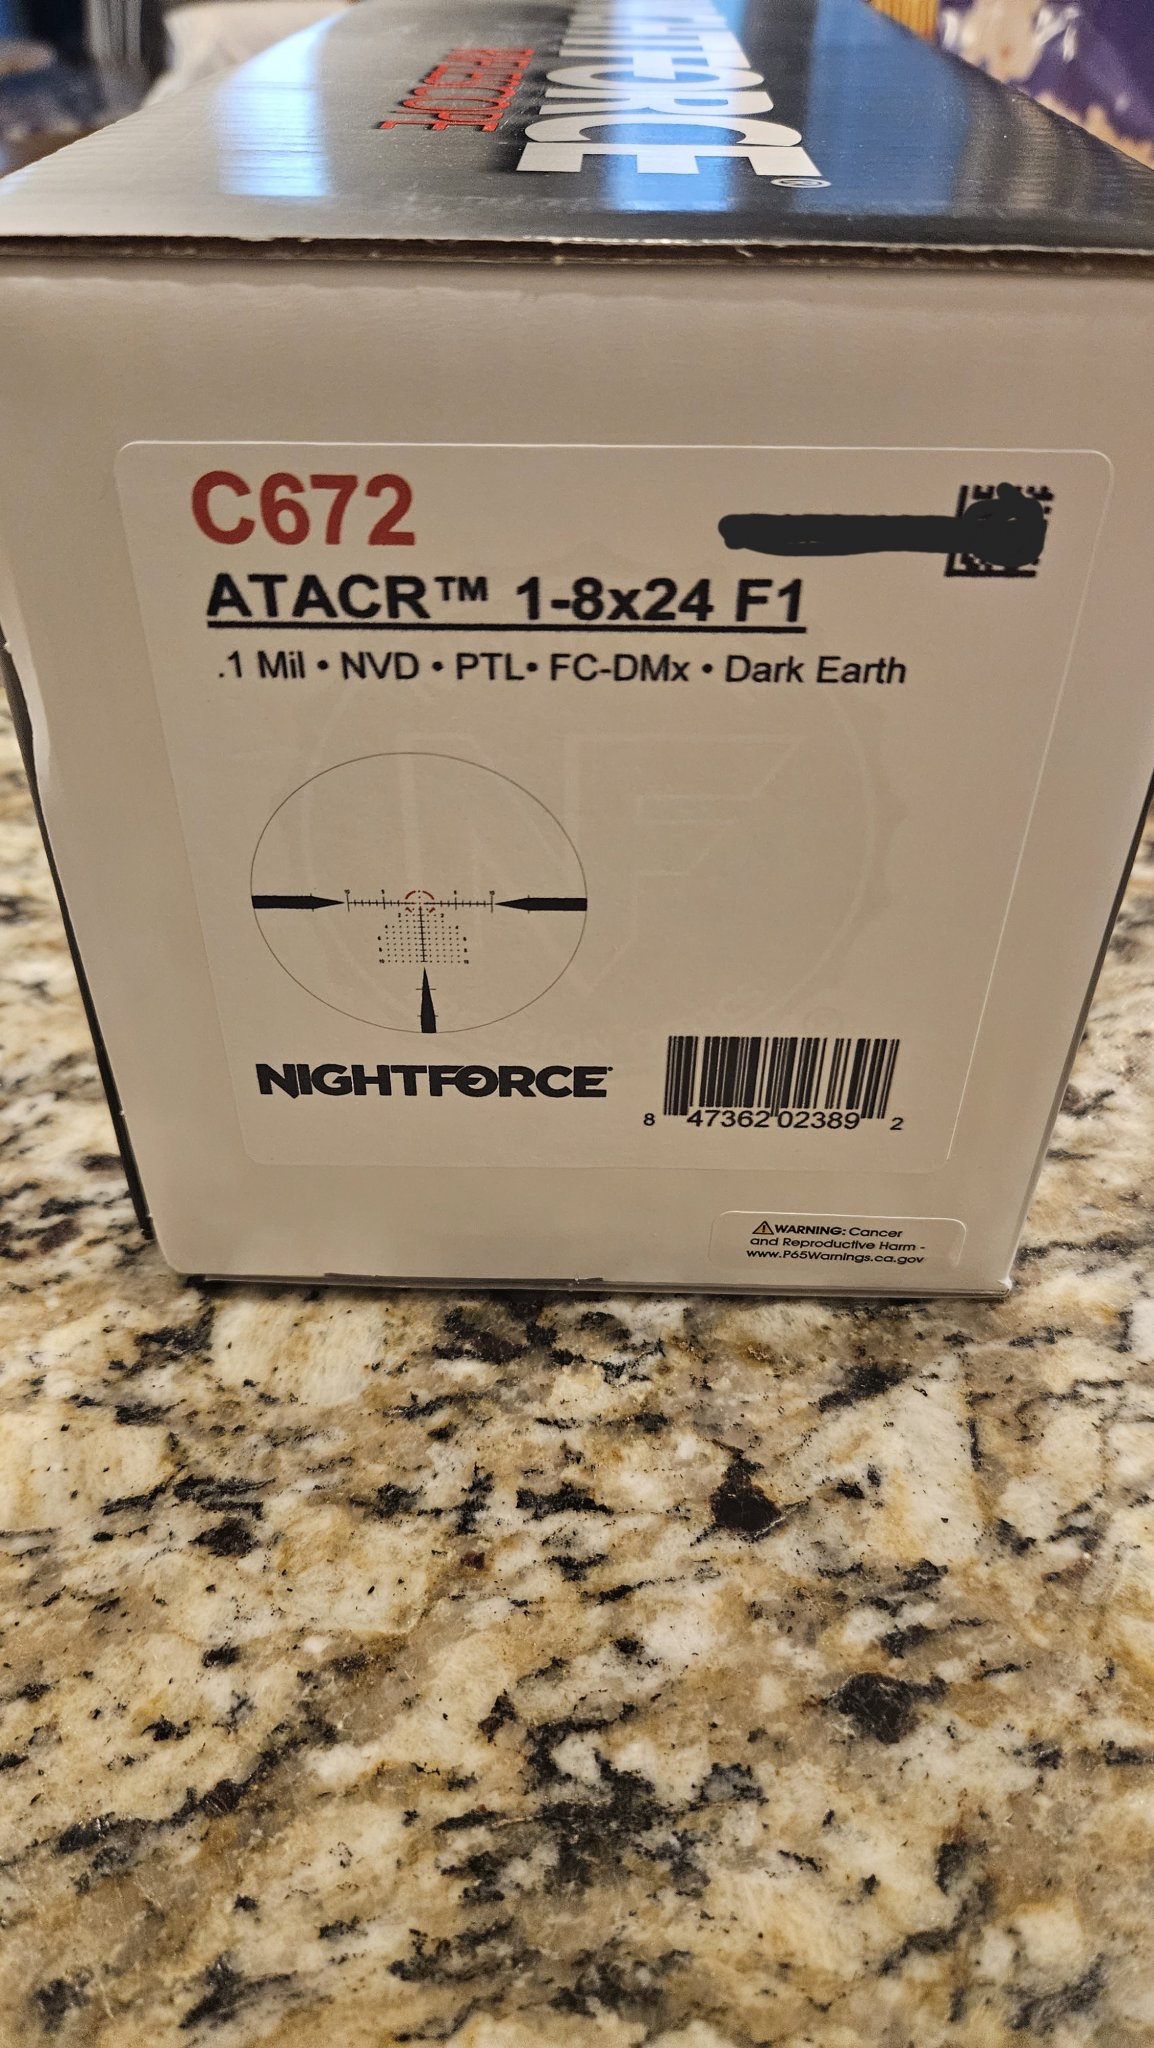 RIFLESCOPE
C672
ATACR™ 1-8x24 F1
.1 Mil • NVD • PTL• FC-DMx • Dark Earth
NIGHTFORCE
8 47362 02389 2
⚠WARNING: Cancer
and Reproductive Harm -
www.P65Warnings.ca.gov